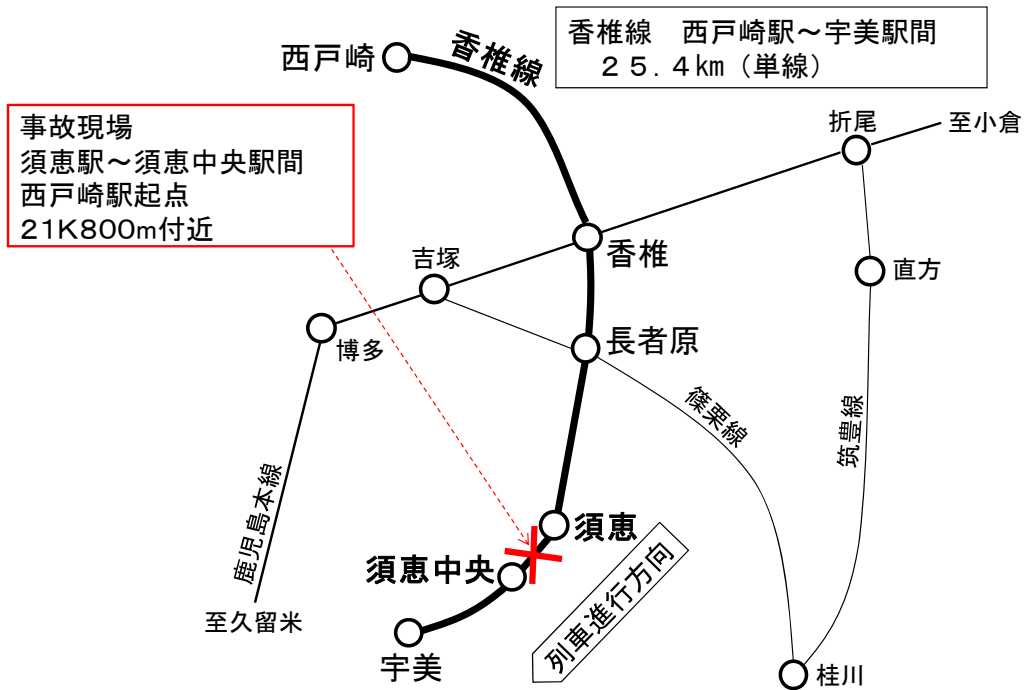 香椎線　西戸崎駅～宇美駅間
２５.４km（単線）
西戸崎
香椎線
事故現場
須恵駅～須恵中央駅間
西戸崎駅起点
21K800m付近
折尾
至小倉
香椎
吉塚
直方
博多
長者原
篠栗線
筑豊線
鹿児島本線
須恵
須恵中央
列車進行方向
至久留米
宇美
桂川